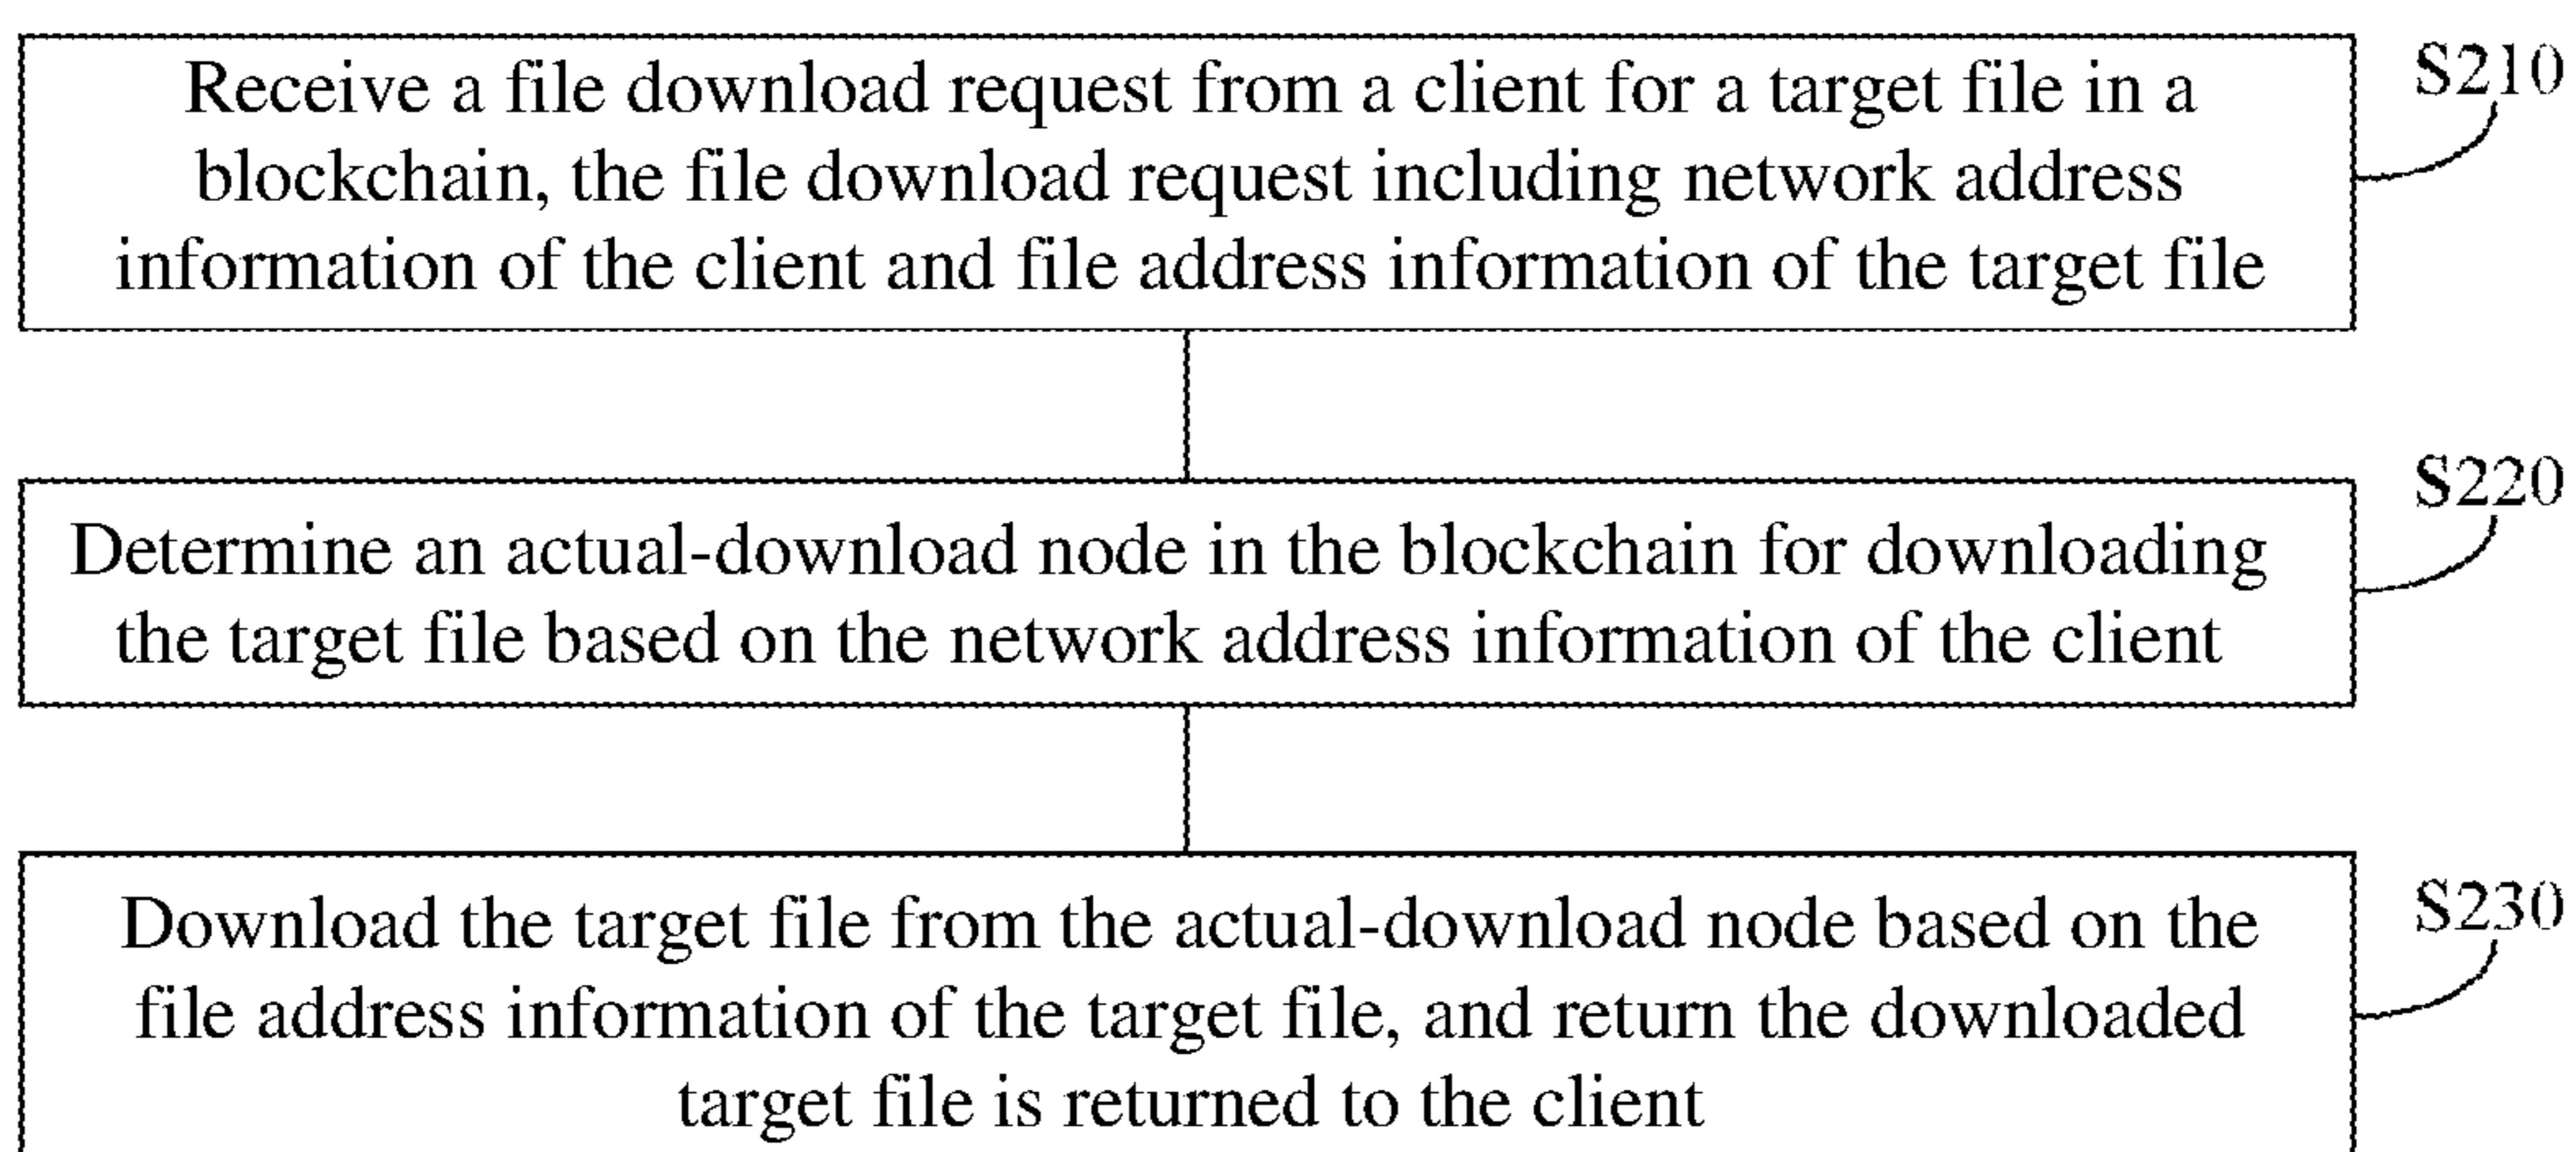 Receive a file download request from a client for a target file in a
blockchain, the file download request including network address
information of the client and file address information of the target file
S210
Determine an actual-download node in the blockchain for downloading
the target file based on the network address information of the client
S220
Download the target file from the actual-download node based on the
file address information of the target file, and return the downloaded
target file is returned to the client
S230